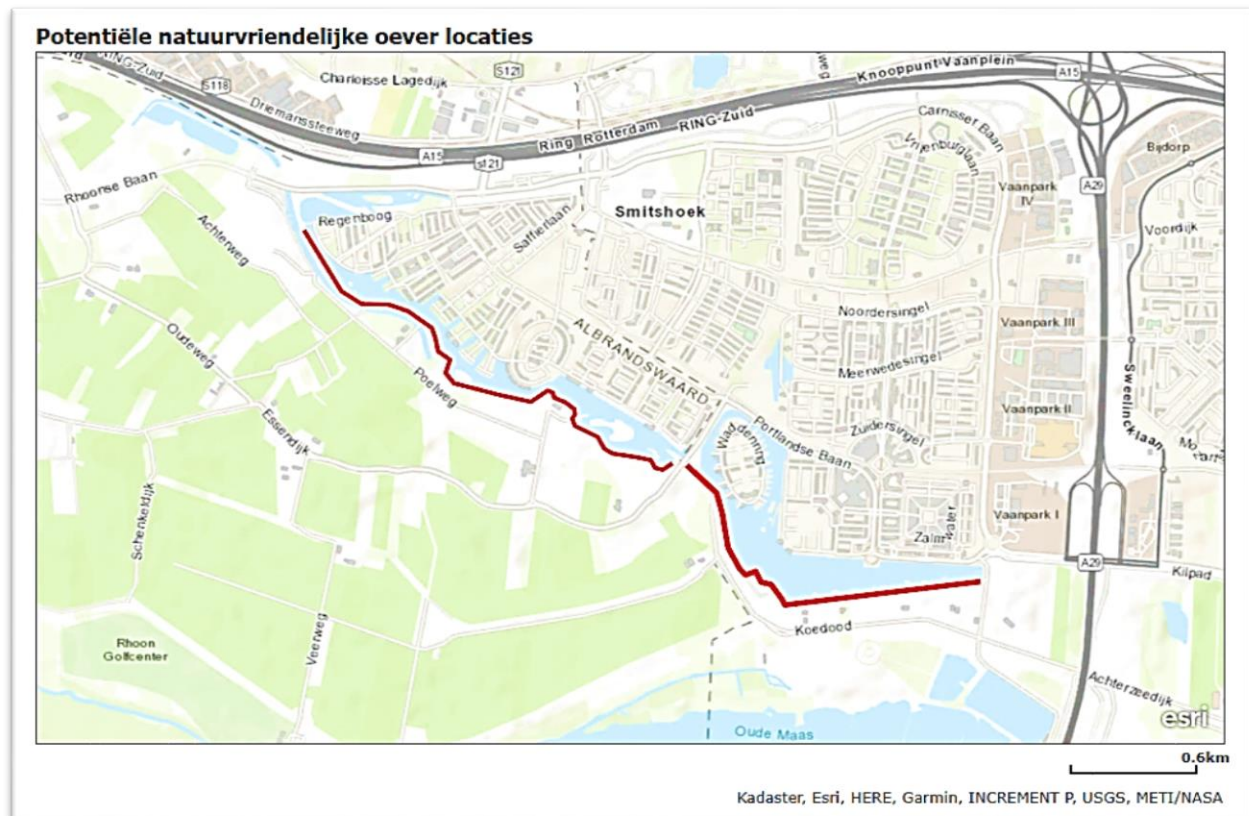 Potentiële natuurvriendelijke oever locaties
RING-Zuid
S118
Charloisse Lagedijk
S121
Knooppunt Vaanplein
A15
Driemanssteeweg
Ring Rotterdam
RING-Zuid
A15
s121
Carnisser Baan
Vrijenburglaan
Bijdorp
Rhoonse Baan
Vaanpark
IV
A29
Regenboog
Saffierlaan
Smitshoek
Achterweg
Voordijk
Noordersingel
Vaanpark III
Oudeweg
ALBRANDSWAARD
Meerwedesingel
Poelweg
Sweelincklaan
Essendijk
Vaanpark II
Waddenring
Portlandse Baan
Zuidersingel
Schenkeldijk
Vaanpark I
A29
Kilpad
Koedood
Veerweg
Rhoon
Golfcenter
Achterzeedijk
esri
Oude Maas
0.6km
Kadaster, Esri, HERE, Garmin, INCREMENT P, USGS, METI/NASA